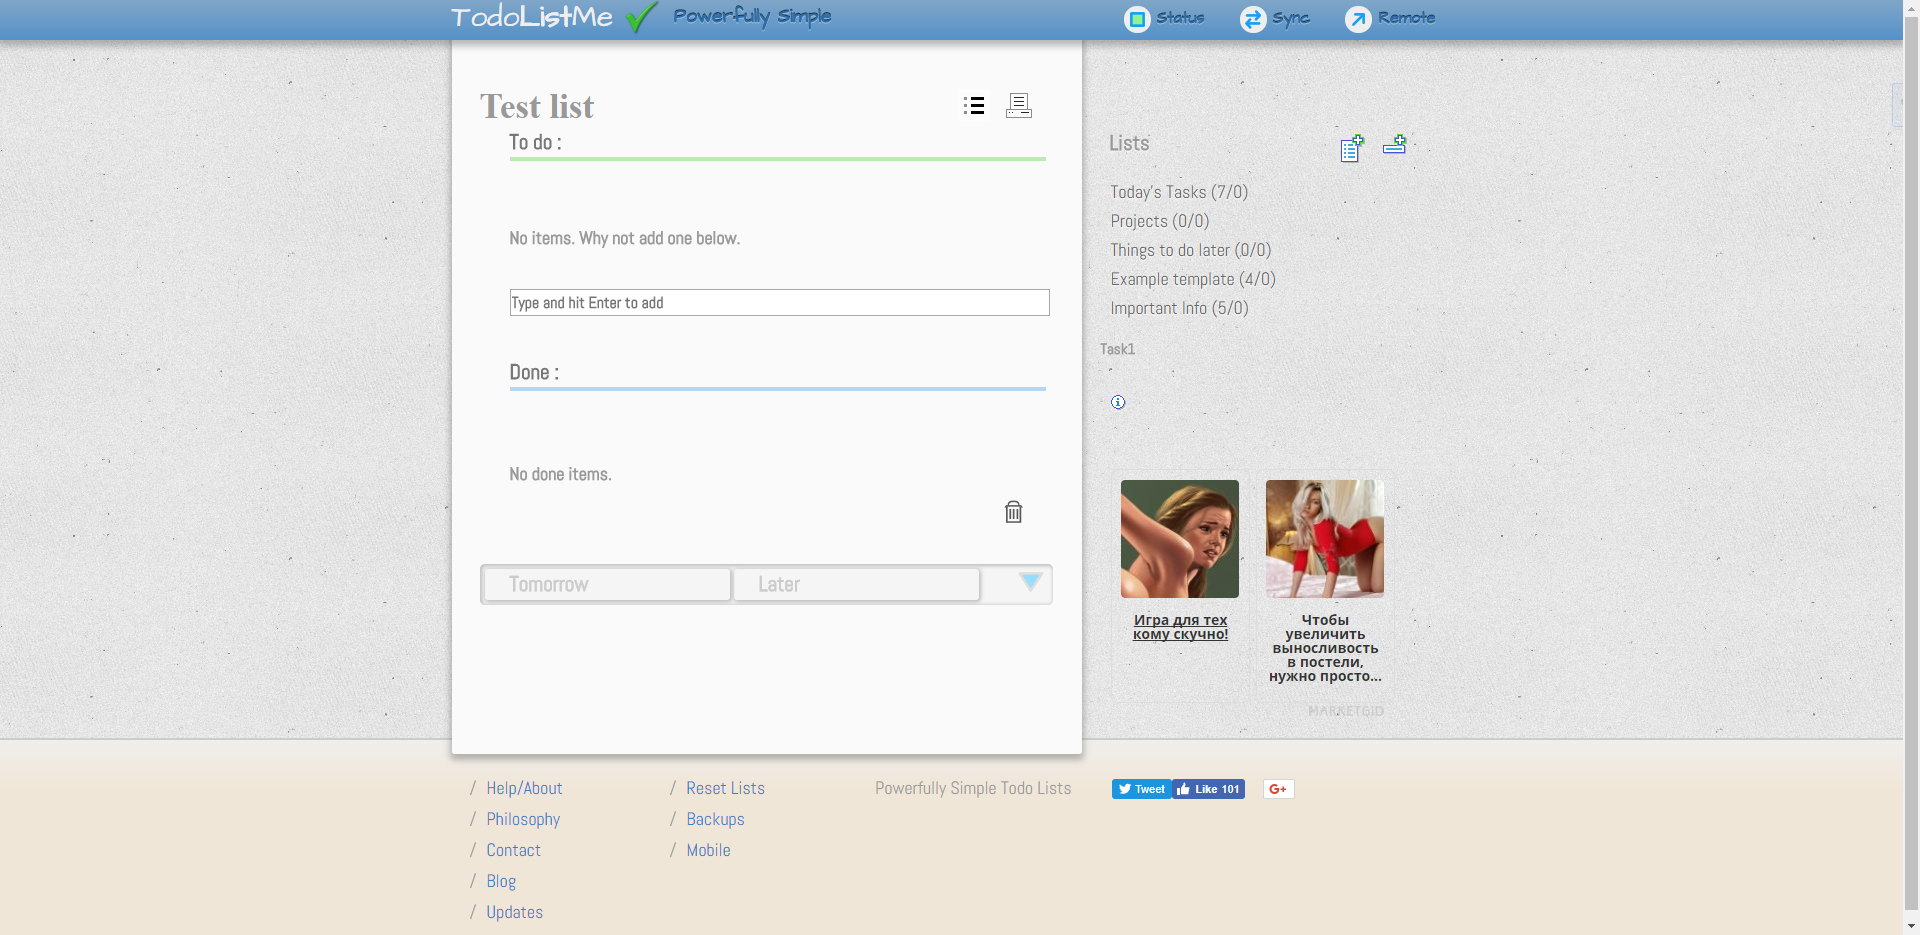 TodoListMe Powerfully Simple Status Sync Remote
Test list
To do :
No items. Why not add one below.
Type and hit Enter to add
Done :
No done items.
Tomorrow Later
Lists
Today's Tasks (7/0)
Projects (0/0)
Things to do later (0/0)
Example template (4/0)
Important Info (5/0)
Task1
Игра для тех
кому скучно!
Чтобы
увеличить
выносливость
в постели,
нужно просто...
MARKETGID
/ Help/About
/ Philosophy
/ Contact
/ Blog
/ Updates
/ Reset Lists
/ Backups
/ Mobile
Powerfully Simple Todo Lists
Tweet Like 101 G+